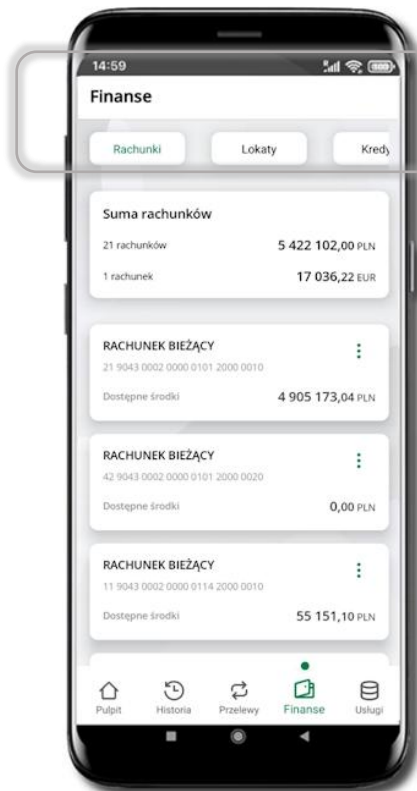 14:59
Finanse
Rachunki Lokaty Kredy
Suma rachunków
21 rachunków 5 422 102,00 PLN
1 rachunek 17 036,22 EUR
RACHUNEK BIEŻĄCY
21 9043 0002 0000 0101 2000 0010
Dostępne środki 4 905 173,04 PLN
RACHUNEK BIEŻĄCY
42 9043 0002 0000 0101 2000 0020
Dostępne środki 0,00 PLN
RACHUNEK BIEŻĄCY
11 9043 0002 0000 0114 2000 0010
Dostępne środki 55 151,10 PLN
Pulpit Historia Przelewy Finanse Usługi